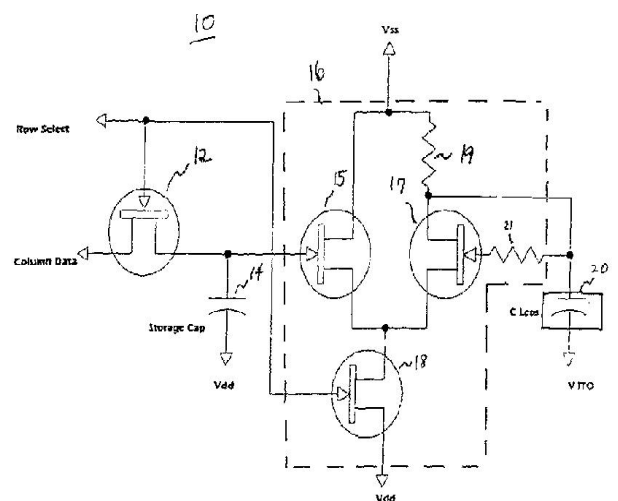 10
Vss
16
Row Select
12
15
17
19
21
20
Column Data
14
Storage Cap
C Lcos
Vdd
18
V ITO
Vdd